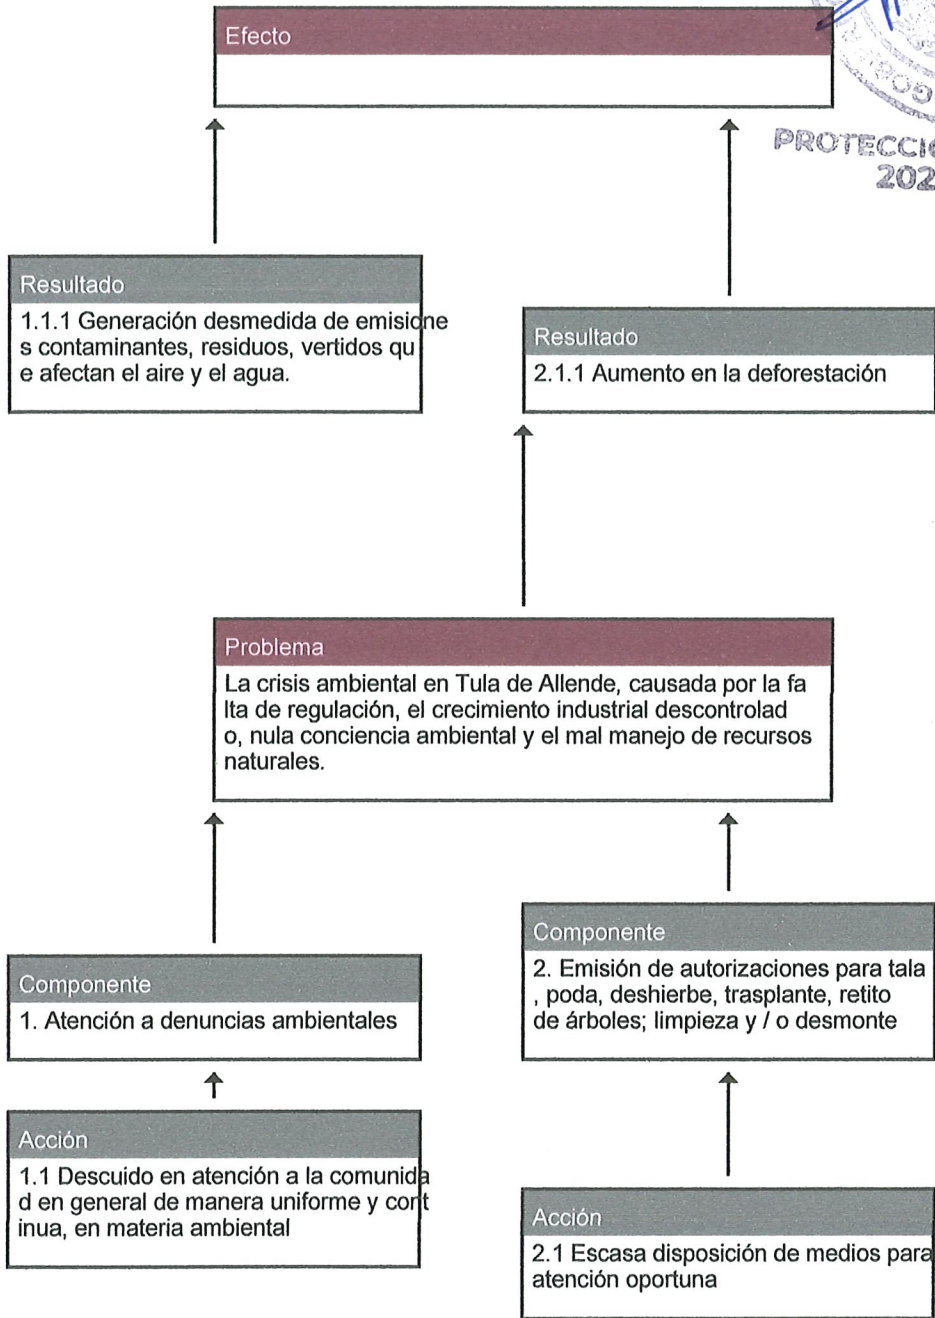 Efecto
PROTECCIÓ
202
Resultado
1.1.1 Generación desmedida de emisione
s contaminantes, residuos, vertidos qu
e afectan el aire y el agua.
Resultado
2.1.1 Aumento en la deforestación
Problema
La crisis ambiental en Tula de Allende, causada por la fa
lta de regulación, el crecimiento industrial descontrolad
o, nula conciencia ambiental y el mal manejo de recursos
naturales.
Componente
1. Atención a denuncias ambientales
Componente
2. Emisión de autorizaciones para tala
, poda, deshierbe, trasplante, retito
de árboles; limpieza y / o desmonte
Acción
1.1 Descuido en atención a la comunida
d en general de manera uniforme y cont
inua, en materia ambiental
Acción
2.1 Escasa disposición de medios para
atención oportuna